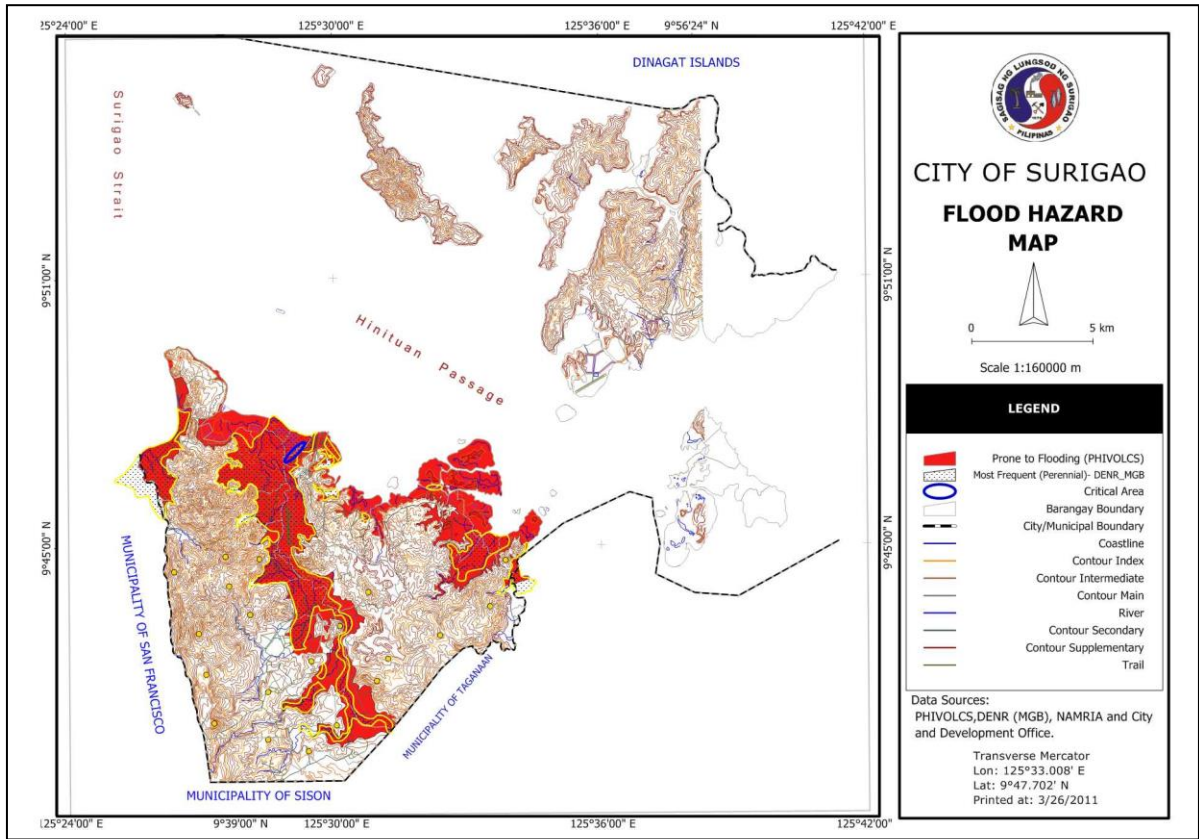 25°24'00" E
125°30'00" E
125°36'00" E
9°56'24" N
125°42'00" E
DINAGAT ISLANDS
Surigao Strait
9°51'00" N
9°51'00" N
Hinituan Passage
9°45'00" N
9°45'00" N
MUNICIPALITY OF SAN FRANCISCO
MUNICIPALITY OF TAGANAAN
MUNICIPALITY OF SISON
25°24'00" E
9°39'00" N
125°30'00" E
125°36'00" E
125°42'00" E
SAGISAG NG LUNGSOD NG SURIGAO
PILIPINAS
CITY OF SURIGAO
FLOOD HAZARD
MAP
0
5 km
Scale 1:160000 m
LEGEND
Prone to Flooding (PHIVOLCS)
Most Frequent (Perennial)- DENR_MGB
Critical Area
Barangay Boundary
City/Municipal Boundary
Coastline
Contour Index
Contour Intermediate
Contour Main
River
Contour Secondary
Contour Supplementary
Trail
Data Sources:
PHIVOLCS,DENR (MGB), NAMRIA and City
and Development Office.
Transverse Mercator
Lon: 125°33.008' E
Lat: 9°47.702' N
Printed at: 3/26/2011